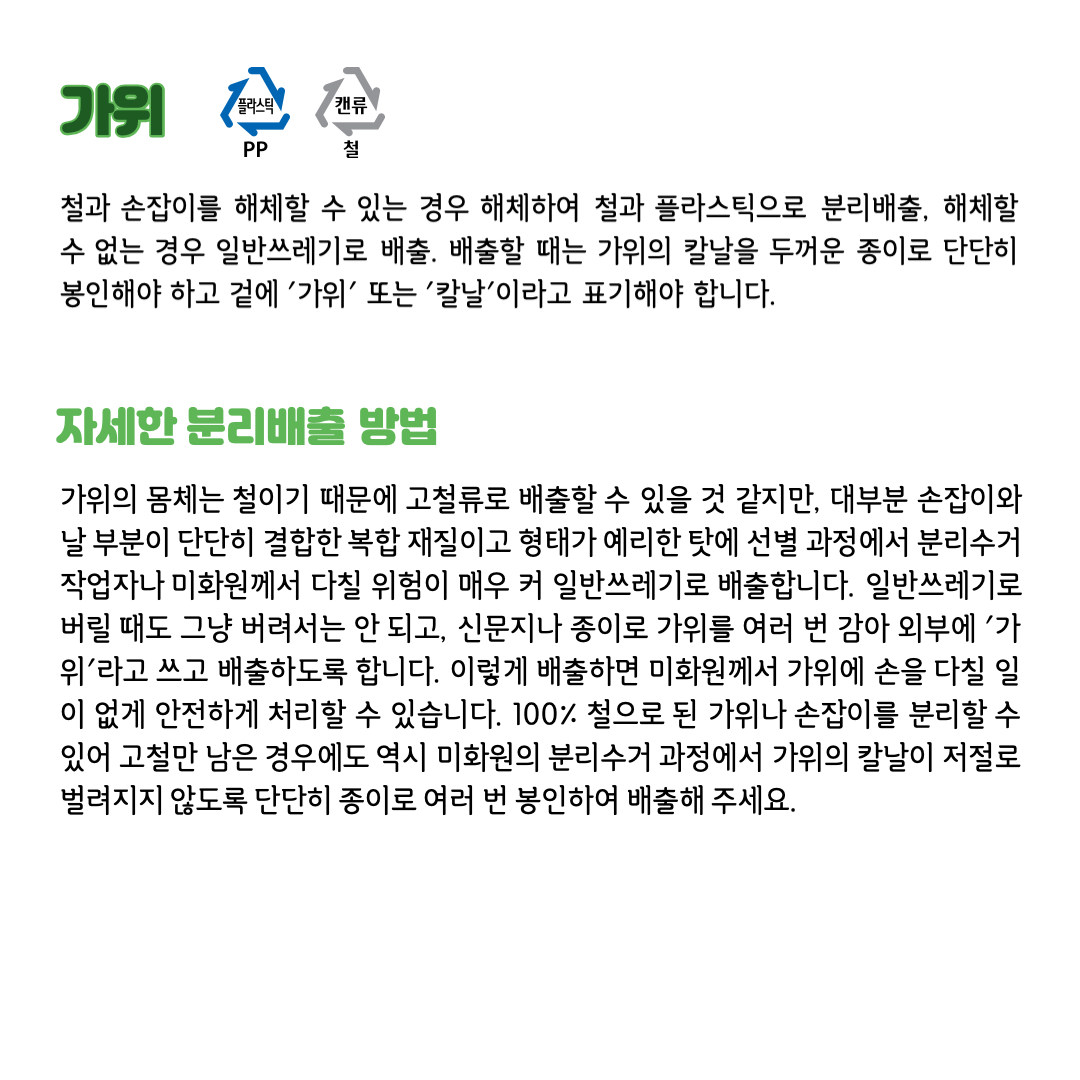 가위
플라스틱
PP
캔류
철
철과 손잡이를 해체할 수 있는 경우 해체하여 철과 플라스틱으로 분리배출, 해체할
수 없는 경우 일반쓰레기로 배출. 배출할 때는 가위의 칼날을 두꺼운 종이로 단단히
봉인해야 하고 겉에 '가위' 또는 '칼날'이라고 표기해야 합니다.
자세한 분리배출 방법
가위의 몸체는 철이기 때문에 고철류로 배출할 수 있을 것 같지만, 대부분 손잡이와
날 부분이 단단히 결합한 복합 재질이고 형태가 예리한 탓에 선별 과정에서 분리수거
작업자나 미화원께서 다칠 위험이 매우 커 일반쓰레기로 배출합니다. 일반쓰레기로
버릴 때도 그냥 버려서는 안 되고, 신문지나 종이로 가위를 여러 번 감아 외부에 '가
위'라고 쓰고 배출하도록 합니다. 이렇게 배출하면 미화원께서 가위에 손을 다칠 일
이 없게 안전하게 처리할 수 있습니다. 100% 철으로 된 가위나 손잡이를 분리할 수
있어 고철만 남은 경우에도 역시 미화원의 분리수거 과정에서 가위의 칼날이 저절로
벌려지지 않도록 단단히 종이로 여러 번 봉인하여 배출해 주세요.